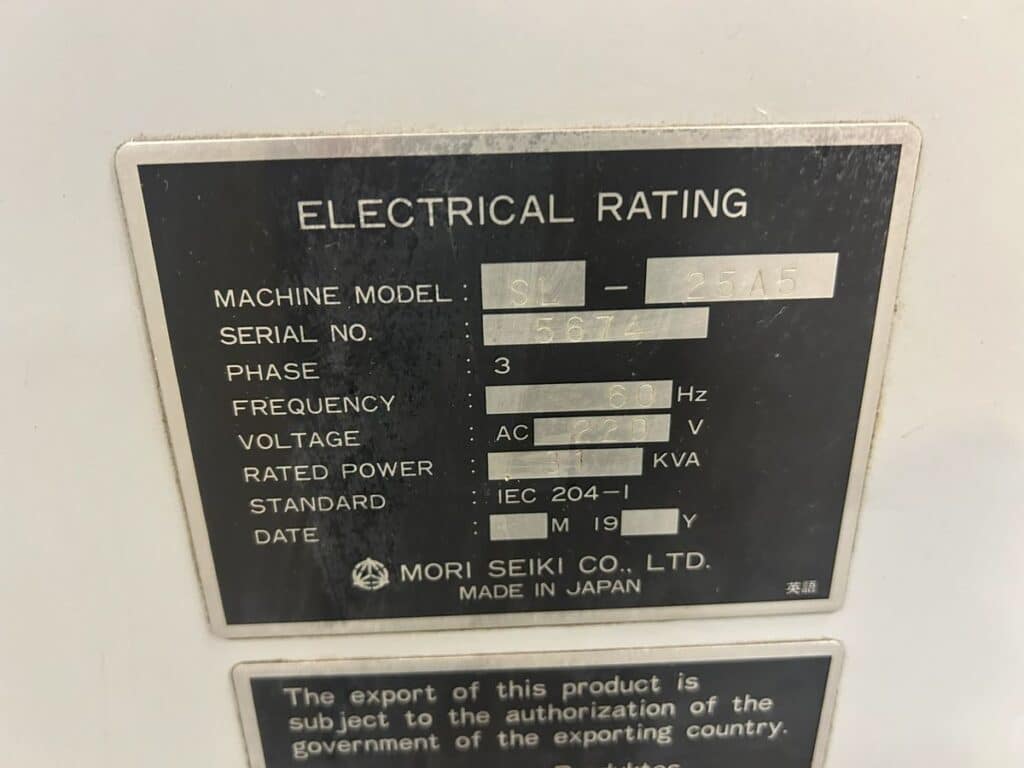 ELECTRICAL RATING
MACHINE MODEL : SL - 25A5
SERIAL NO. : 5674
PHASE : 3
FREQUENCY : 60 Hz
VOLTAGE : AC 220 V
RATED POWER : KVA
STANDARD : IEC 204-1
DATE : M 19 Y
MORI SEIKI CO., LTD.
MADE IN JAPAN
英語
The export of this product is
subject to the authorization of the
government of the exporting country.